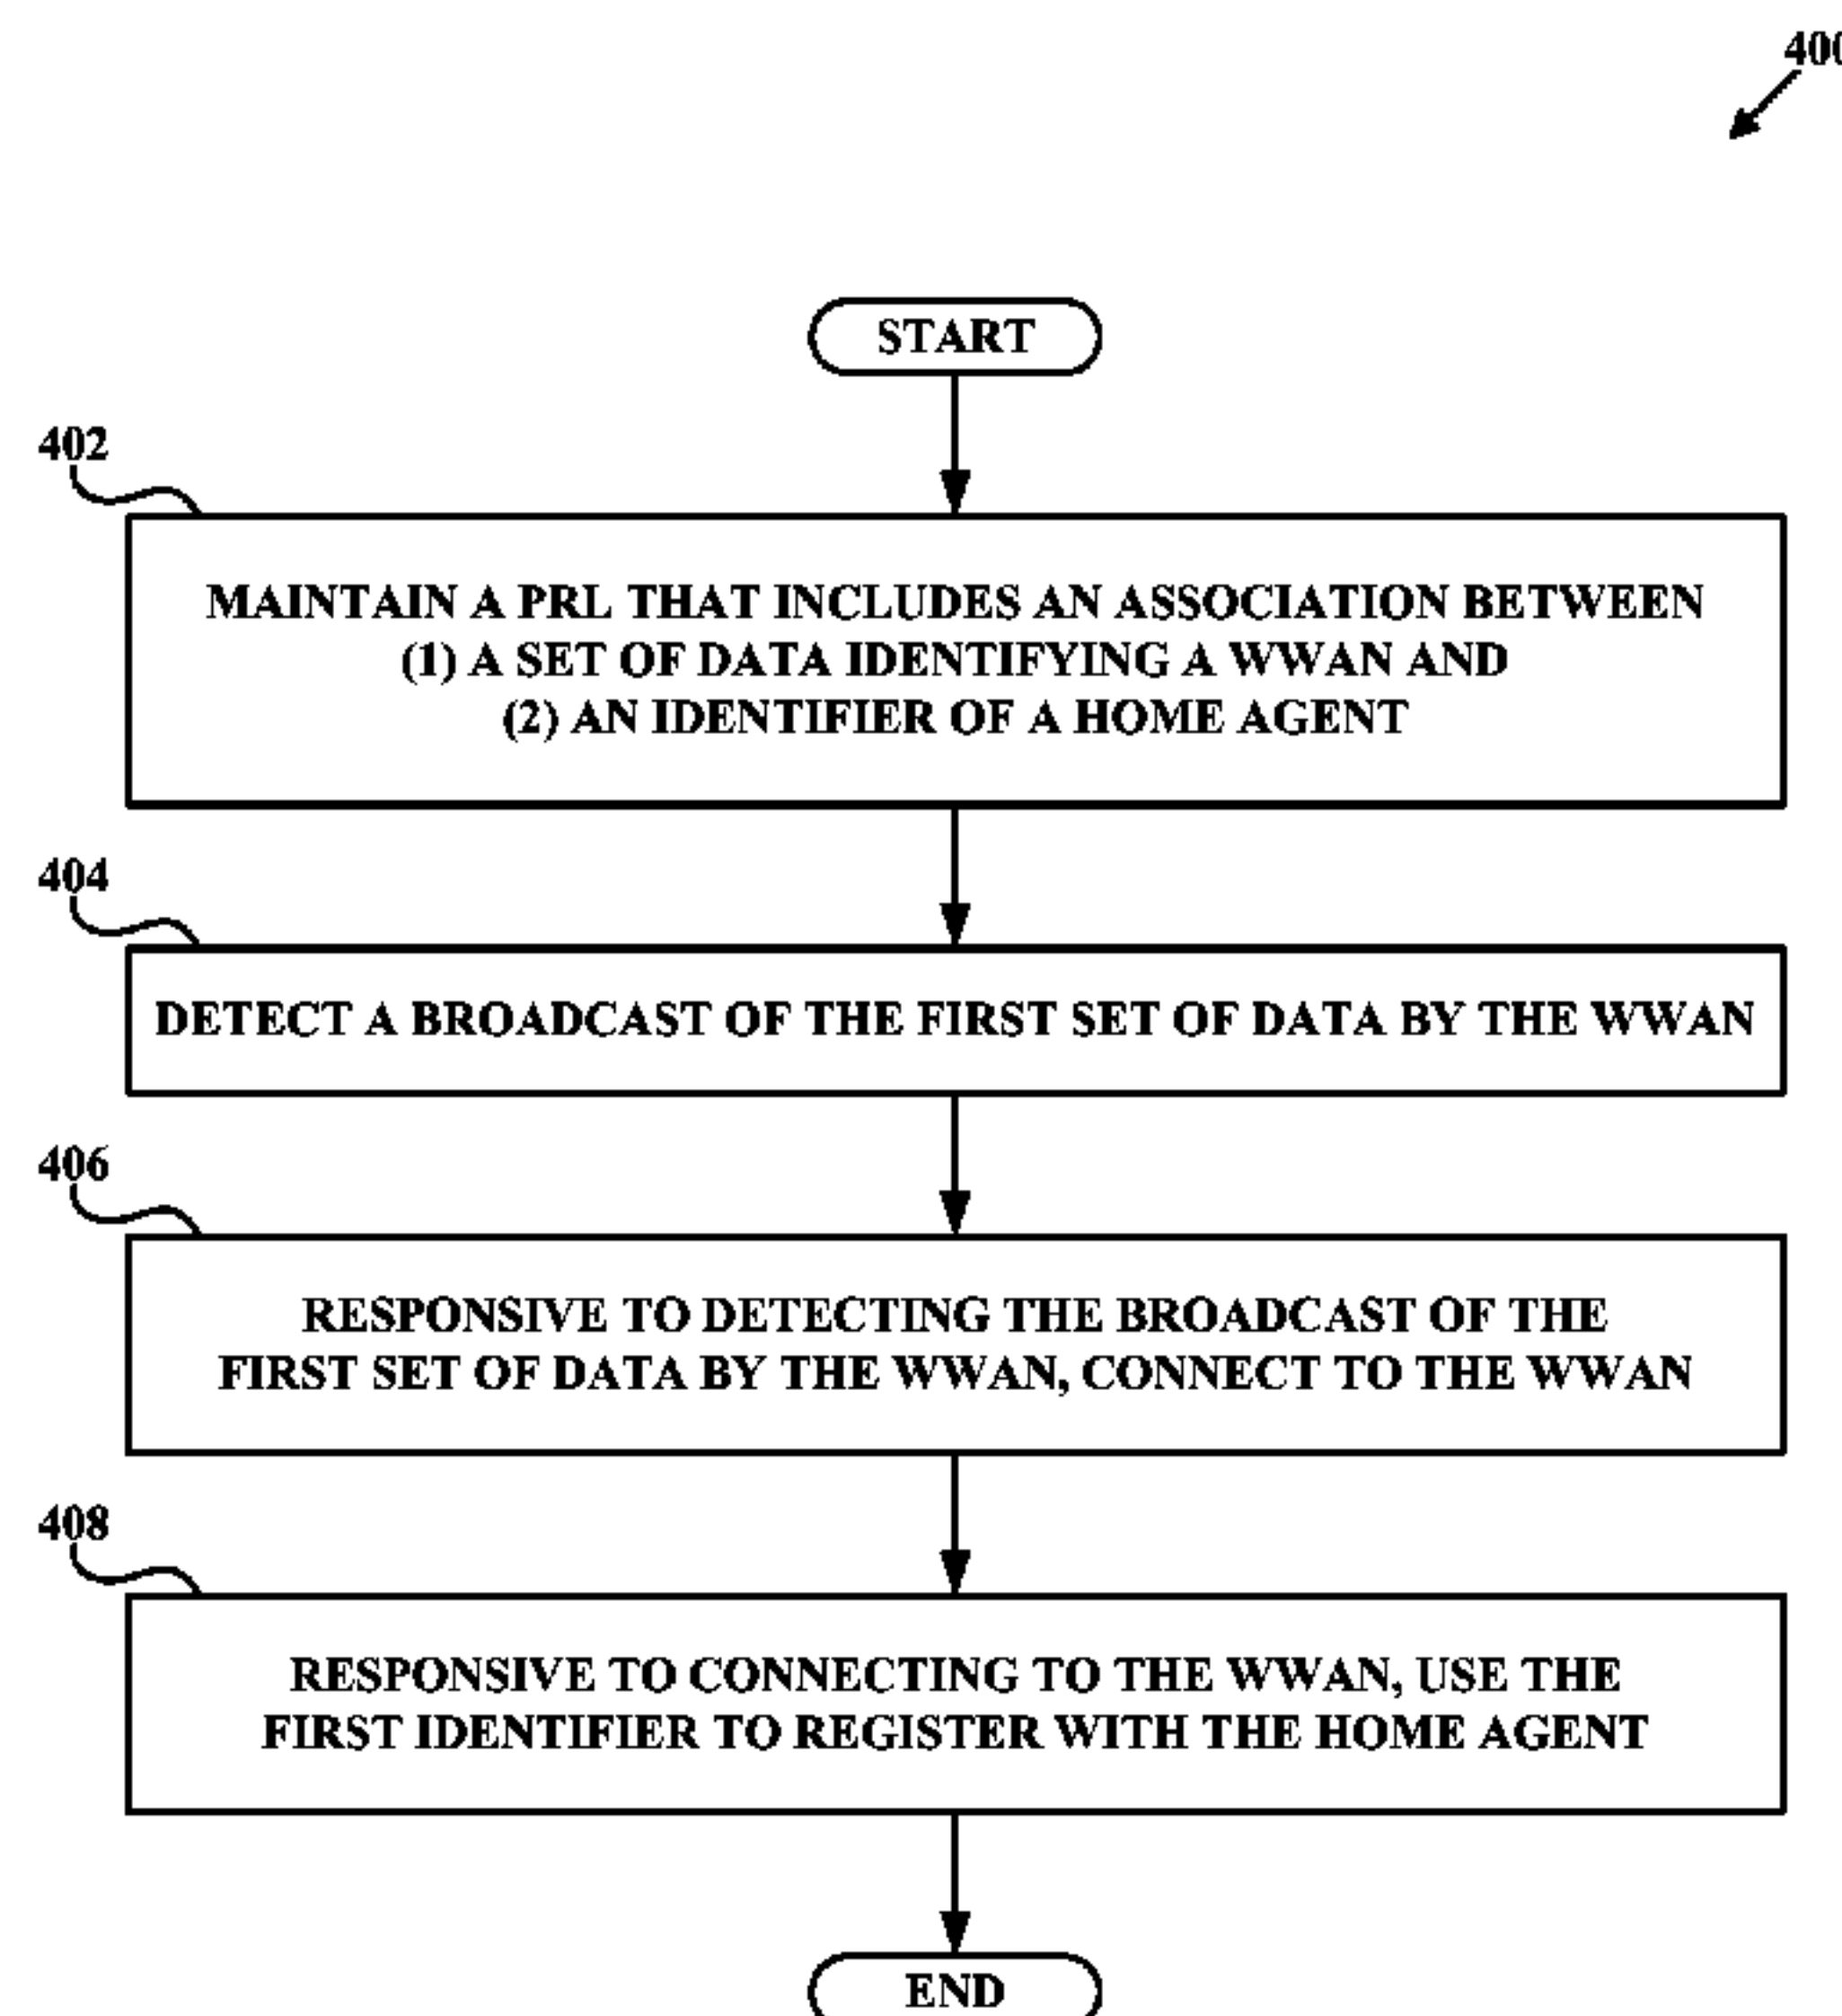 400
START
402
MAINTAIN A PRL THAT INCLUDES AN ASSOCIATION BETWEEN
(1) A SET OF DATA IDENTIFYING A WWAN AND
(2) AN IDENTIFIER OF A HOME AGENT
404
DETECT A BROADCAST OF THE FIRST SET OF DATA BY THE WWAN
406
RESPONSIVE TO DETECTING THE BROADCAST OF THE
FIRST SET OF DATA BY THE WWAN, CONNECT TO THE WWAN
408
RESPONSIVE TO CONNECTING TO THE WWAN, USE THE
FIRST IDENTIFIER TO REGISTER WITH THE HOME AGENT
END